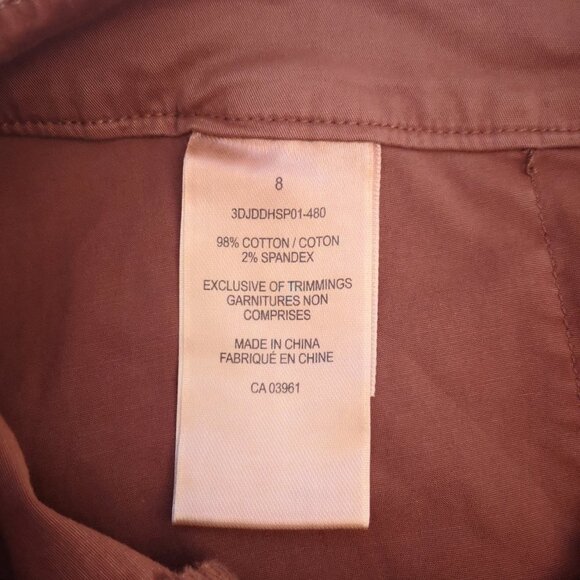 8
3DJDDHSP01-480
98% COTTON / COTON
2% SPANDEX
EXCLUSIVE OF TRIMMINGS
GARNITURES NON
COMPRISES
MADE IN CHINA
FABRIQUÉ EN CHINE
CA 03961